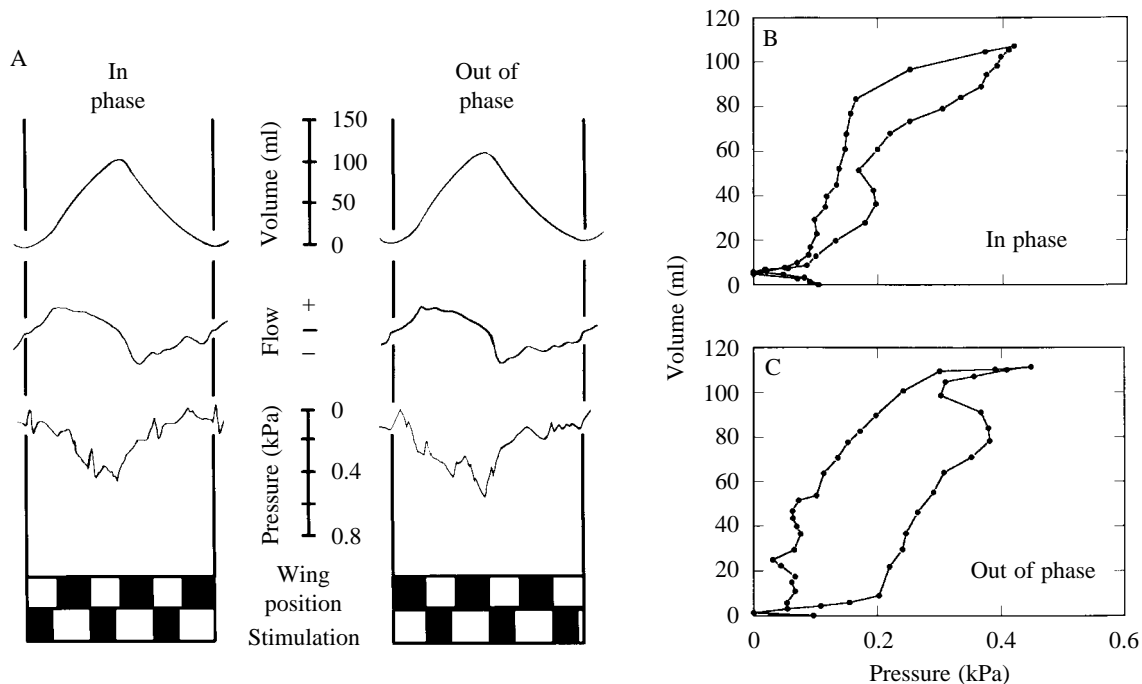 A
In
phase
Out of
phase
Volume (ml)
150
100
50
0
Flow
+
–
–
Pressure (kPa)
0
0.4
0.8
Wing
position
Stimulation
B
120
100
80
60
40
20
0
In phase
Volume (ml)
C
120
100
80
60
40
20
0
Out of phase
0
0.2
0.4
0.6
Pressure (kPa)